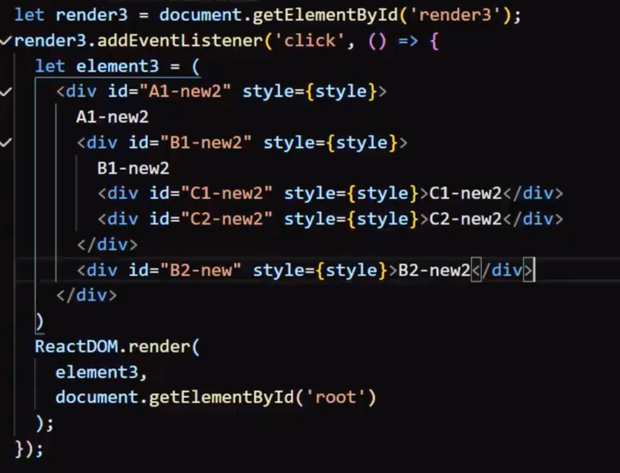 let render3 = document.getElementById('render3');
render3.addEventListener('click', () => {
let element3 = (
<div id="A1-new2" style={style}>
A1-new2
<div id="B1-new2" style={style}>
B1-new2
<div id="C1-new2" style={style}>C1-new2</div>
<div id="C2-new2" style={style}>C2-new2</div>
</div>
<div id="B2-new" style={style}>B2-new2</div>
</div>
)
ReactDOM.render(
element3,
document.getElementById('root')
);
});